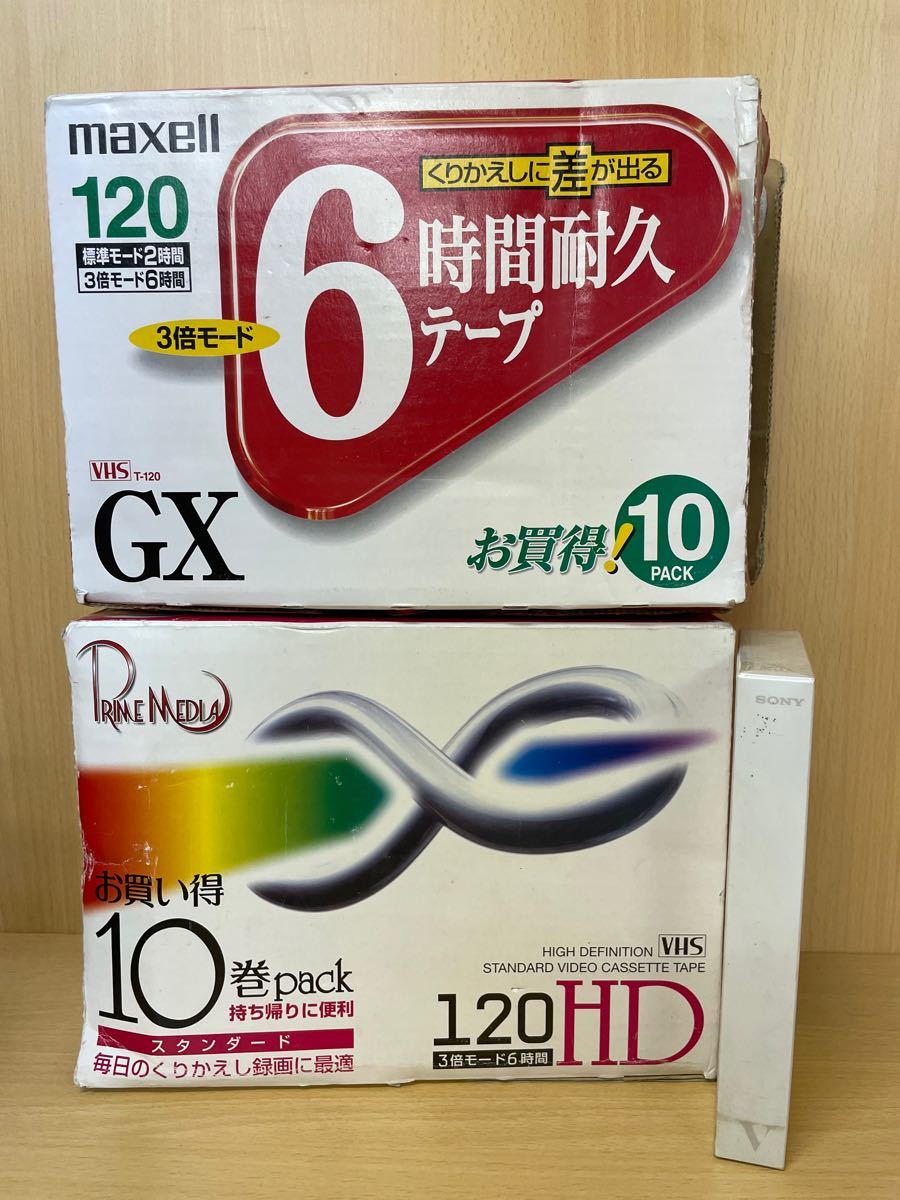 maxell
120
標準モード2時間
3倍モード6時間
3倍モード
くりかえしに差が出る
6時間耐久
テープ
VHS T-120
GX
お買得!
10
PACK
PRIME MEDIA
お買い得
10巻pack
持ち帰りに便利
スタンダード
毎日のくりかえし録画に最適
HIGH DEFINITION VHS
STANDARD VIDEO CASSETTE TAPE
120HD
3倍モード6時間
SONY
V